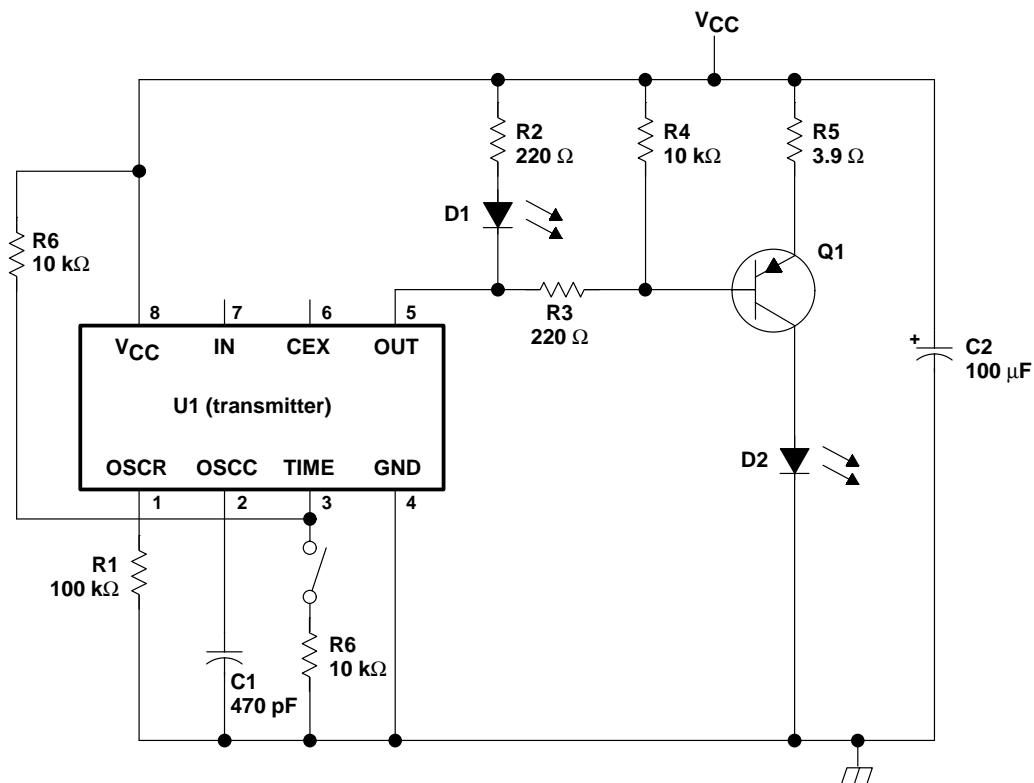 VCC
R2
220 Ω
R4
10 kΩ
R5
3.9 Ω
D1
R6
10 kΩ
Q1
R3
220 Ω
8
7
6
5
VCC
IN
CEX
OUT
U1 (transmitter)
+
C2
100 µF
OSCR
OSCC
TIME
GND
1
2
3
4
D2
R1
100 kΩ
R6
10 kΩ
C1
470 pF